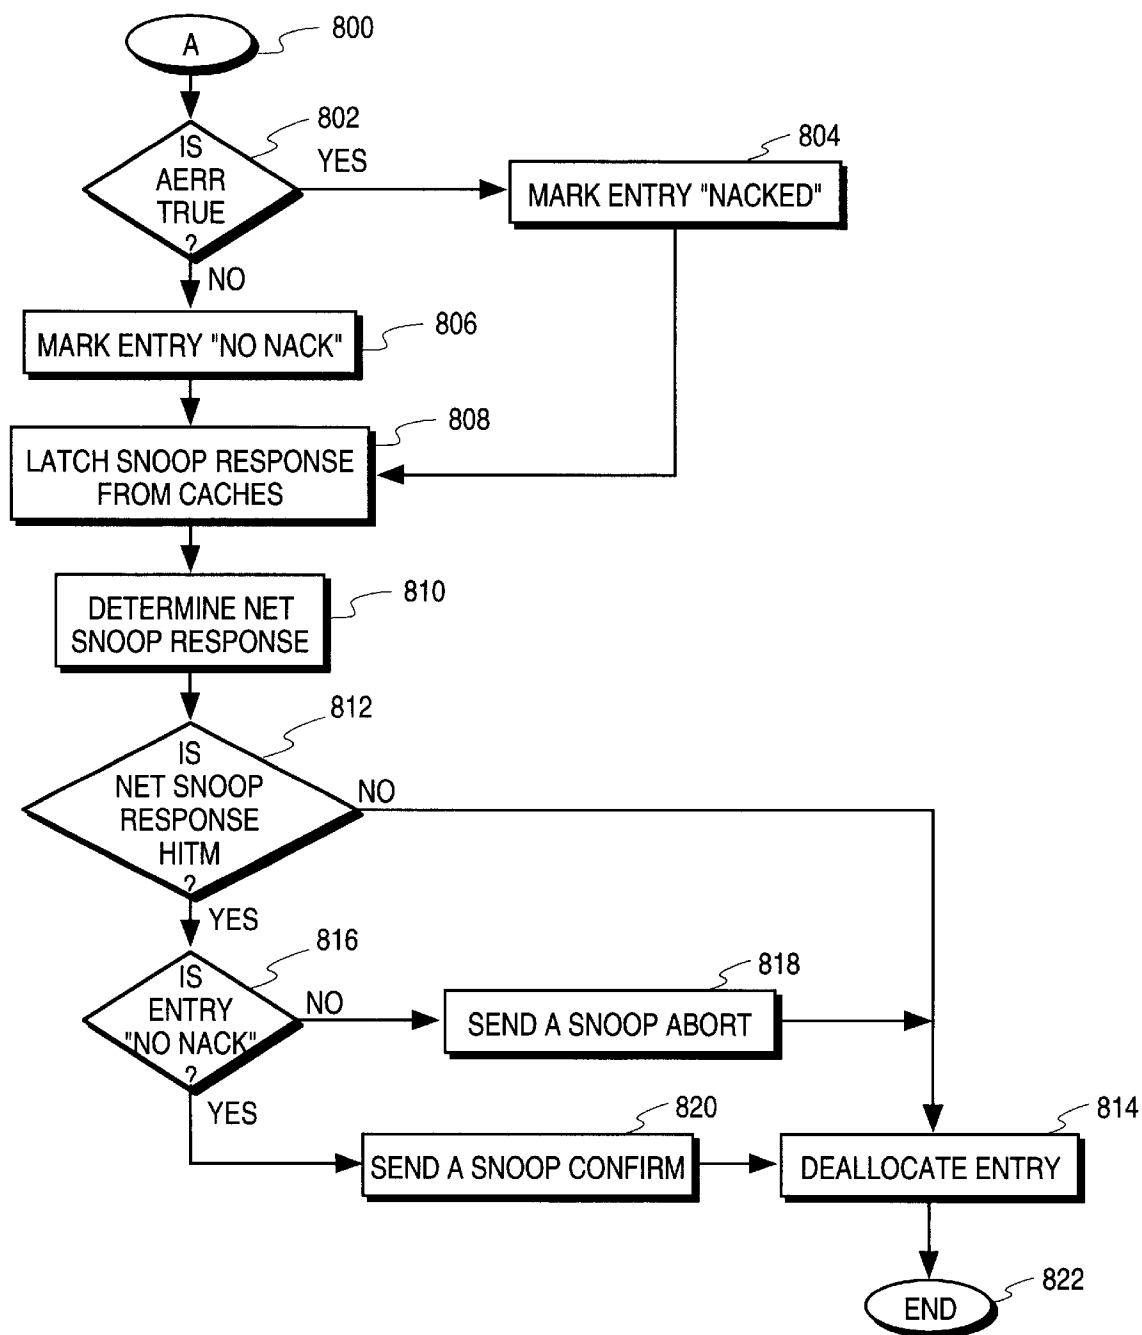 A
800
802
IS
AERR
TRUE
?
YES
NO
804
MARK ENTRY "NACKED"
MARK ENTRY "NO NACK"
806
808
LATCH SNOOP RESPONSE
FROM CACHES
DETERMINE NET
SNOOP RESPONSE
810
812
IS
NET SNOOP
RESPONSE
HITM
?
NO
YES
816
IS
ENTRY
"NO NACK"
?
NO
YES
818
SEND A SNOOP ABORT
820
SEND A SNOOP CONFIRM
814
DEALLOCATE ENTRY
END
822